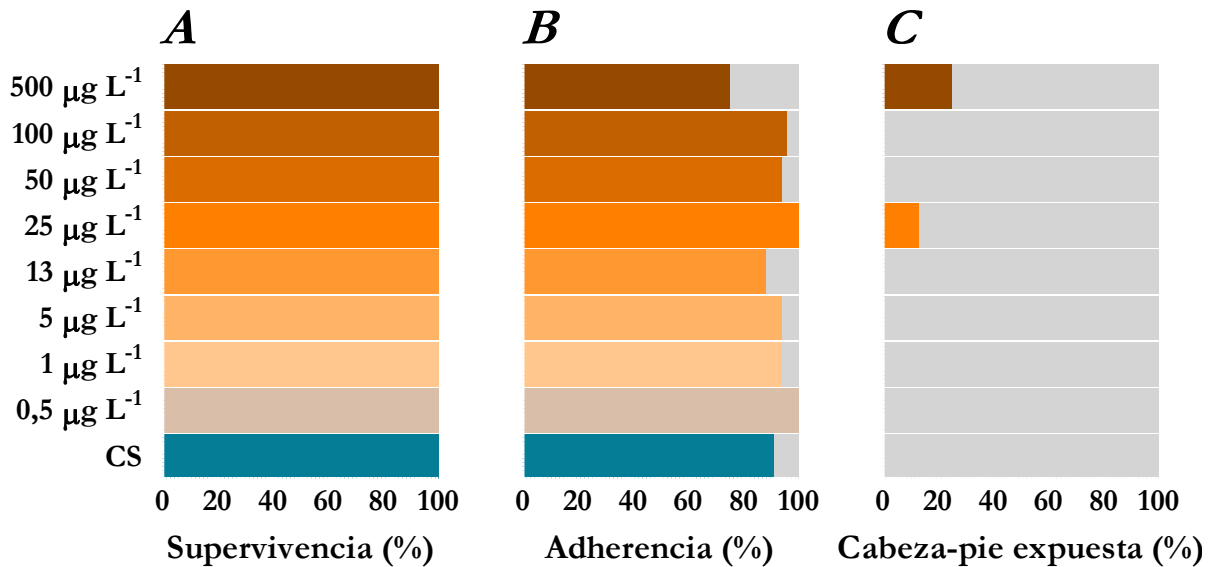 A B C
500 µg L⁻¹
100 µg L⁻¹
50 µg L⁻¹
25 µg L⁻¹
13 µg L⁻¹
5 µg L⁻¹
1 µg L⁻¹
0,5 µg L⁻¹
CS
0 20 40 60 80 100 0 20 40 60 80 100 0 20 40 60 80 100
Supervivencia (%) Adherencia (%) Cabeza-pie expuesta (%)